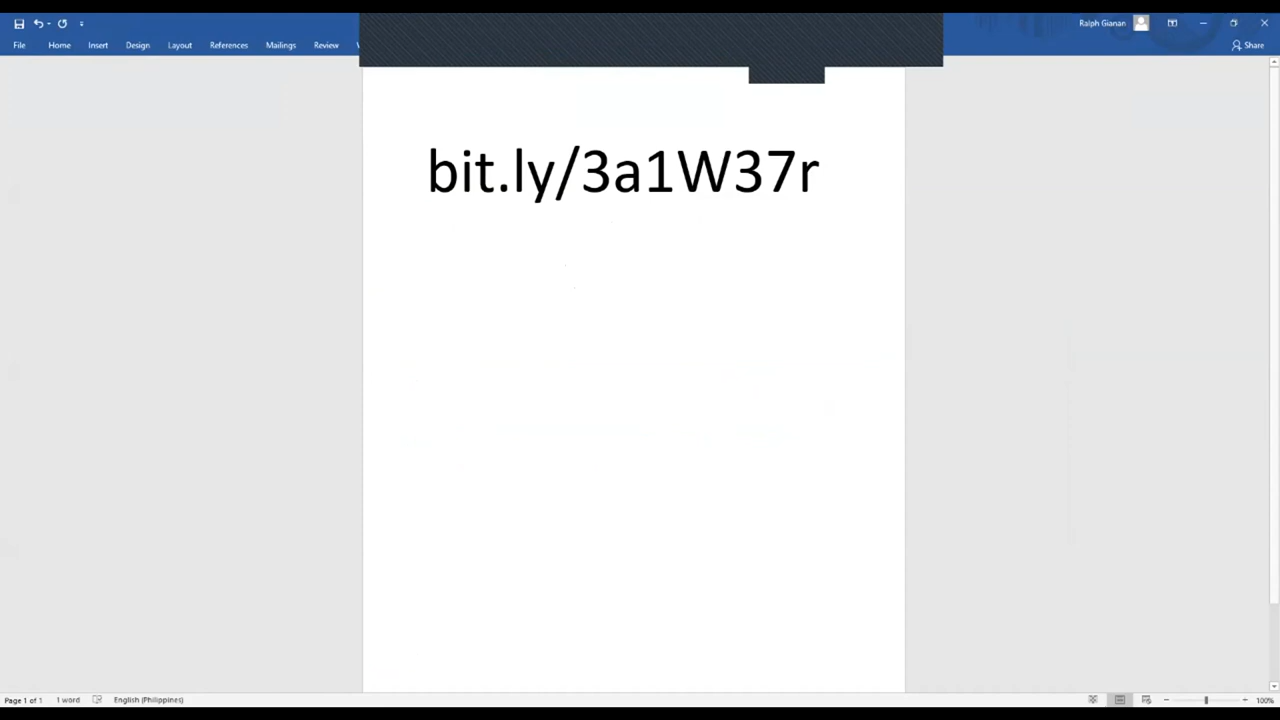 Ralph Gianan
File Home Insert Design Layout References Mailings Review Share
bit.ly/3a1W37r
Page 1 of 1 1 word English (Philippines) 100%